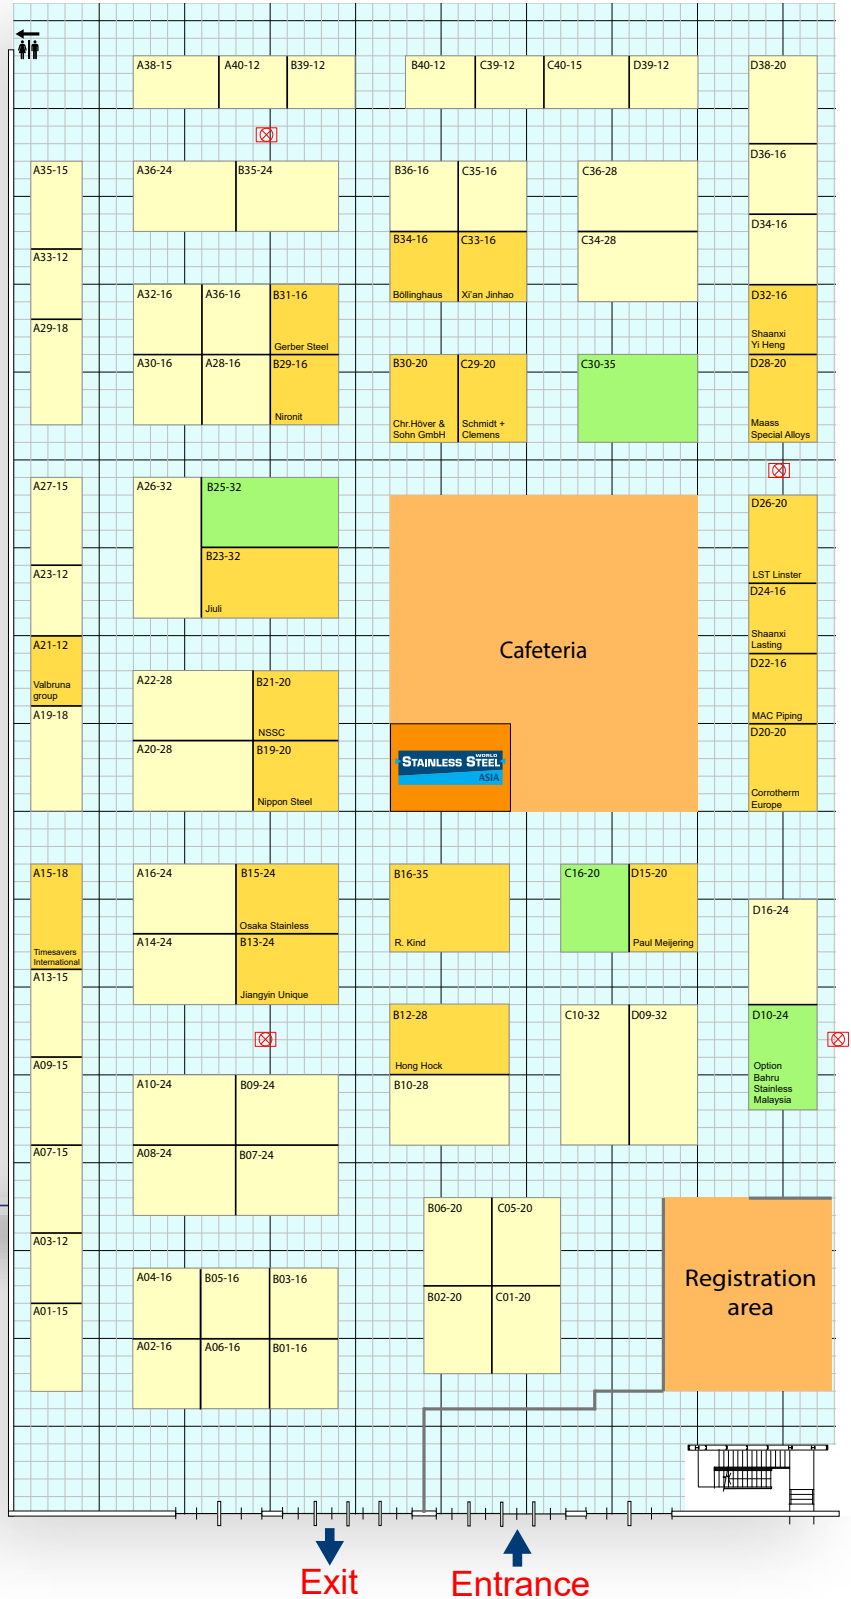 A38-15
A40-12
B39-12
B40-12
C39-12
C40-15
D39-12
D38-20
A35-15
A36-24
B35-24
B36-16
C35-16
C36-28
D36-16
A33-12
B34-16
Böllinghaus
C33-16
Xi'an Jinhao
C34-28
D34-16
A29-18
A32-16
A36-16
B31-16
Gerber Steel
D32-16
Shaanxi
Yi Heng
A30-16
A28-16
B29-16
Nironit
B30-20
Chr.Höver &
Sohn GmbH
C29-20
Schmidt +
Clemens
C30-35
D28-20
Maass
Special Alloys
A27-15
A26-32
B25-32
D26-20
LST Linster
A23-12
B23-32
Jiuli
D24-16
Shaanxi
Lasting
A21-12
Valbruna
group
Cafeteria
A22-28
B21-20
NSSC
D22-16
MAC Piping
A19-18
A20-28
B19-20
Nippon Steel
STAINLESS STEEL
WORLD
ASIA
D20-20
Corrotherm
Europe
A15-18
Timesavers
International
A16-24
B15-24
Osaka Stainless
B16-35
R. Kind
C16-20
D15-20
Paul Meijering
D16-24
A13-15
A14-24
B13-24
Jiangyin Unique
B12-28
Hong Hock
C10-32
D09-32
D10-24
Option
Bahru
Stainless
Malaysia
A09-15
A10-24
B09-24
B10-28
A07-15
A08-24
B07-24
B06-20
C05-20
A03-12
A04-16
B05-16
B03-16
B02-20
C01-20
Registration
area
A01-15
A02-16
A06-16
B01-16
Exit
Entrance